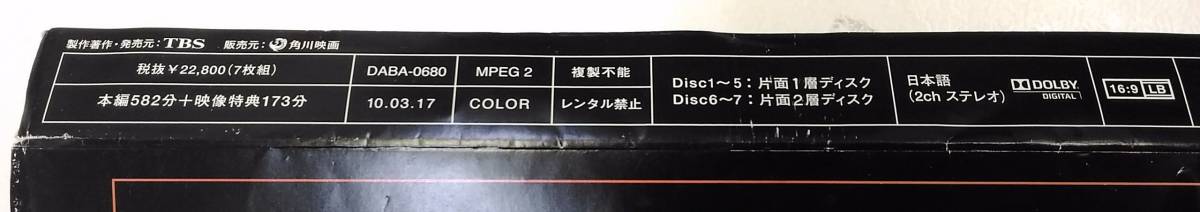 製作著作・発売元：TBS 販売元：角川映画
税抜￥22,800(7枚組)
DABA-0680
MPEG 2
複製不能
本編582分＋映像特典173分
10.03.17
COLOR
レンタル禁止
Disc1～5：片面1層ディスク
Disc6～7：片面2層ディスク
日本語
(2ch ステレオ)
DOLBY
DIGITAL
16:9 LB